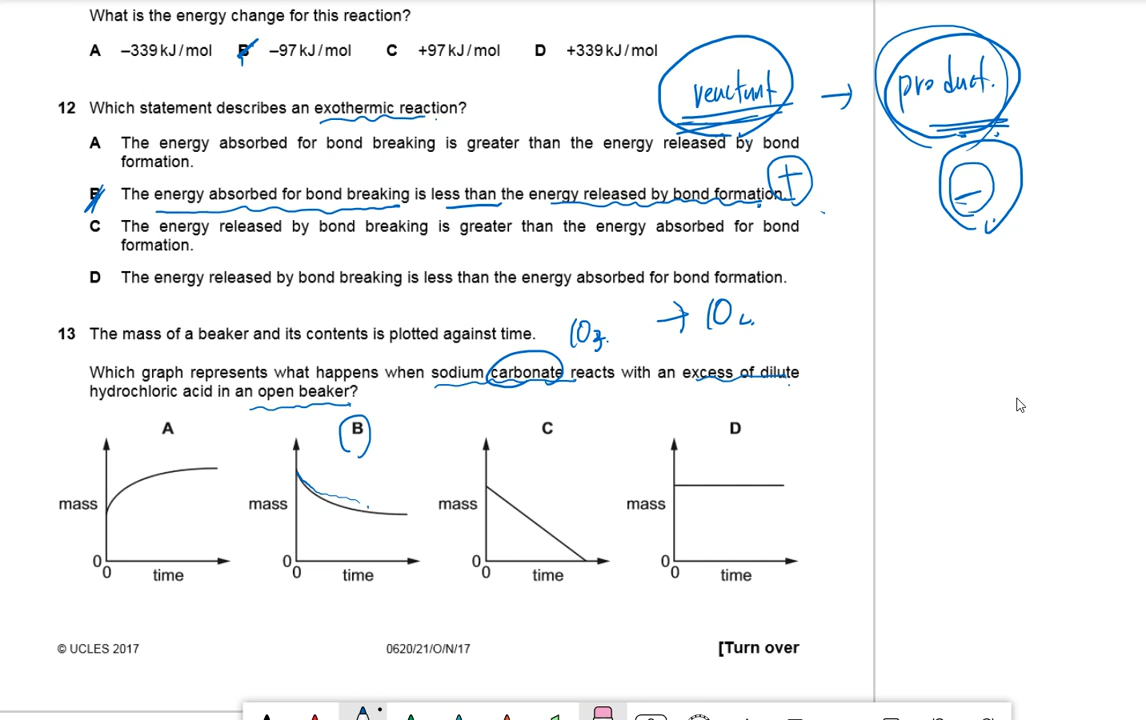 What is the energy change for this reaction?
A –339 kJ/mol B –97 kJ/mol C +97 kJ/mol D +339 kJ/mol
reactant → product.
12 Which statement describes an exothermic reaction?
A The energy absorbed for bond breaking is greater than the energy released by bond
formation.
+
–
B The energy absorbed for bond breaking is less than the energy released by bond formation.
C The energy released by bond breaking is greater than the energy absorbed for bond
formation.
D The energy released by bond breaking is less than the energy absorbed for bond formation.
13 The mass of a beaker and its contents is plotted against time.
CO3. → CO2.
Which graph represents what happens when sodium carbonate reacts with an excess of dilute
hydrochloric acid in an open beaker?
A B C D
mass mass mass mass
0 0 0 0
0 0 0 0
time time time time
© UCLES 2017 0620/21/O/N/17 [Turn over